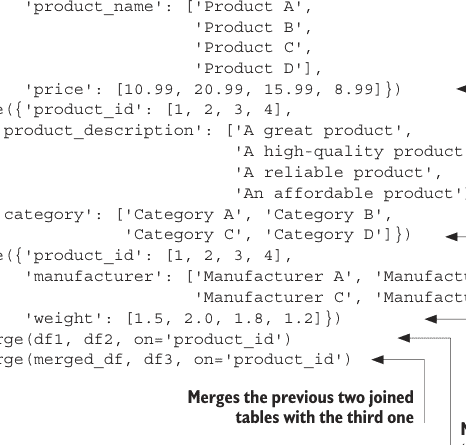 'product_name': ['Product A',
'Product B',
'Product C',
'Product D'],
'price': [10.99, 20.99, 15.99, 8.99]})
e({'product_id': [1, 2, 3, 4],
product_description': ['A great product',
'A high-quality product
'A reliable product',
'An affordable product']
category': ['Category A', 'Category B',
'Category C', 'Category D']})
e({'product_id': [1, 2, 3, 4],
'manufacturer': ['Manufacturer A', 'Manufactu
'Manufacturer C', 'Manufactu
'weight': [1.5, 2.0, 1.8, 1.2]})
rge(df1, df2, on='product_id')
rge(merged_df, df3, on='product_id')
Merges the previous two joined
tables with the third one
M